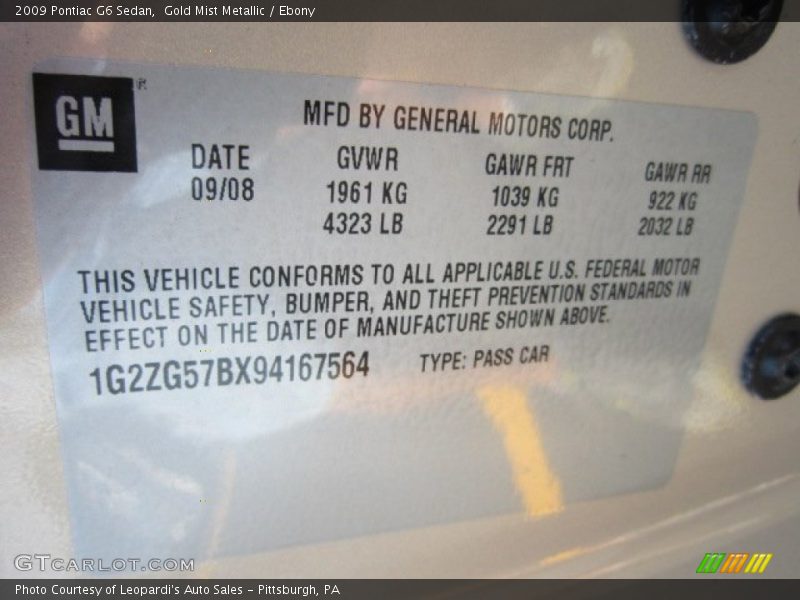 2009 Pontiac G6 Sedan,  Gold Mist Metallic / Ebony
GM ®
MFD BY GENERAL MOTORS CORP.
DATE GVWR GAWR FRT GAWR RR
09/08 1961 KG 1039 KG 922 KG
4323 LB 2291 LB 2032 LB
THIS VEHICLE CONFORMS TO ALL APPLICABLE U.S. FEDERAL MOTOR
VEHICLE SAFETY, BUMPER, AND THEFT PREVENTION STANDARDS IN
EFFECT ON THE DATE OF MANUFACTURE SHOWN ABOVE.
1G2ZG57BX94167564 TYPE: PASS CAR
GTCARLOT.COM
Photo Courtesy of Leopardi's Auto Sales - Pittsburgh, PA